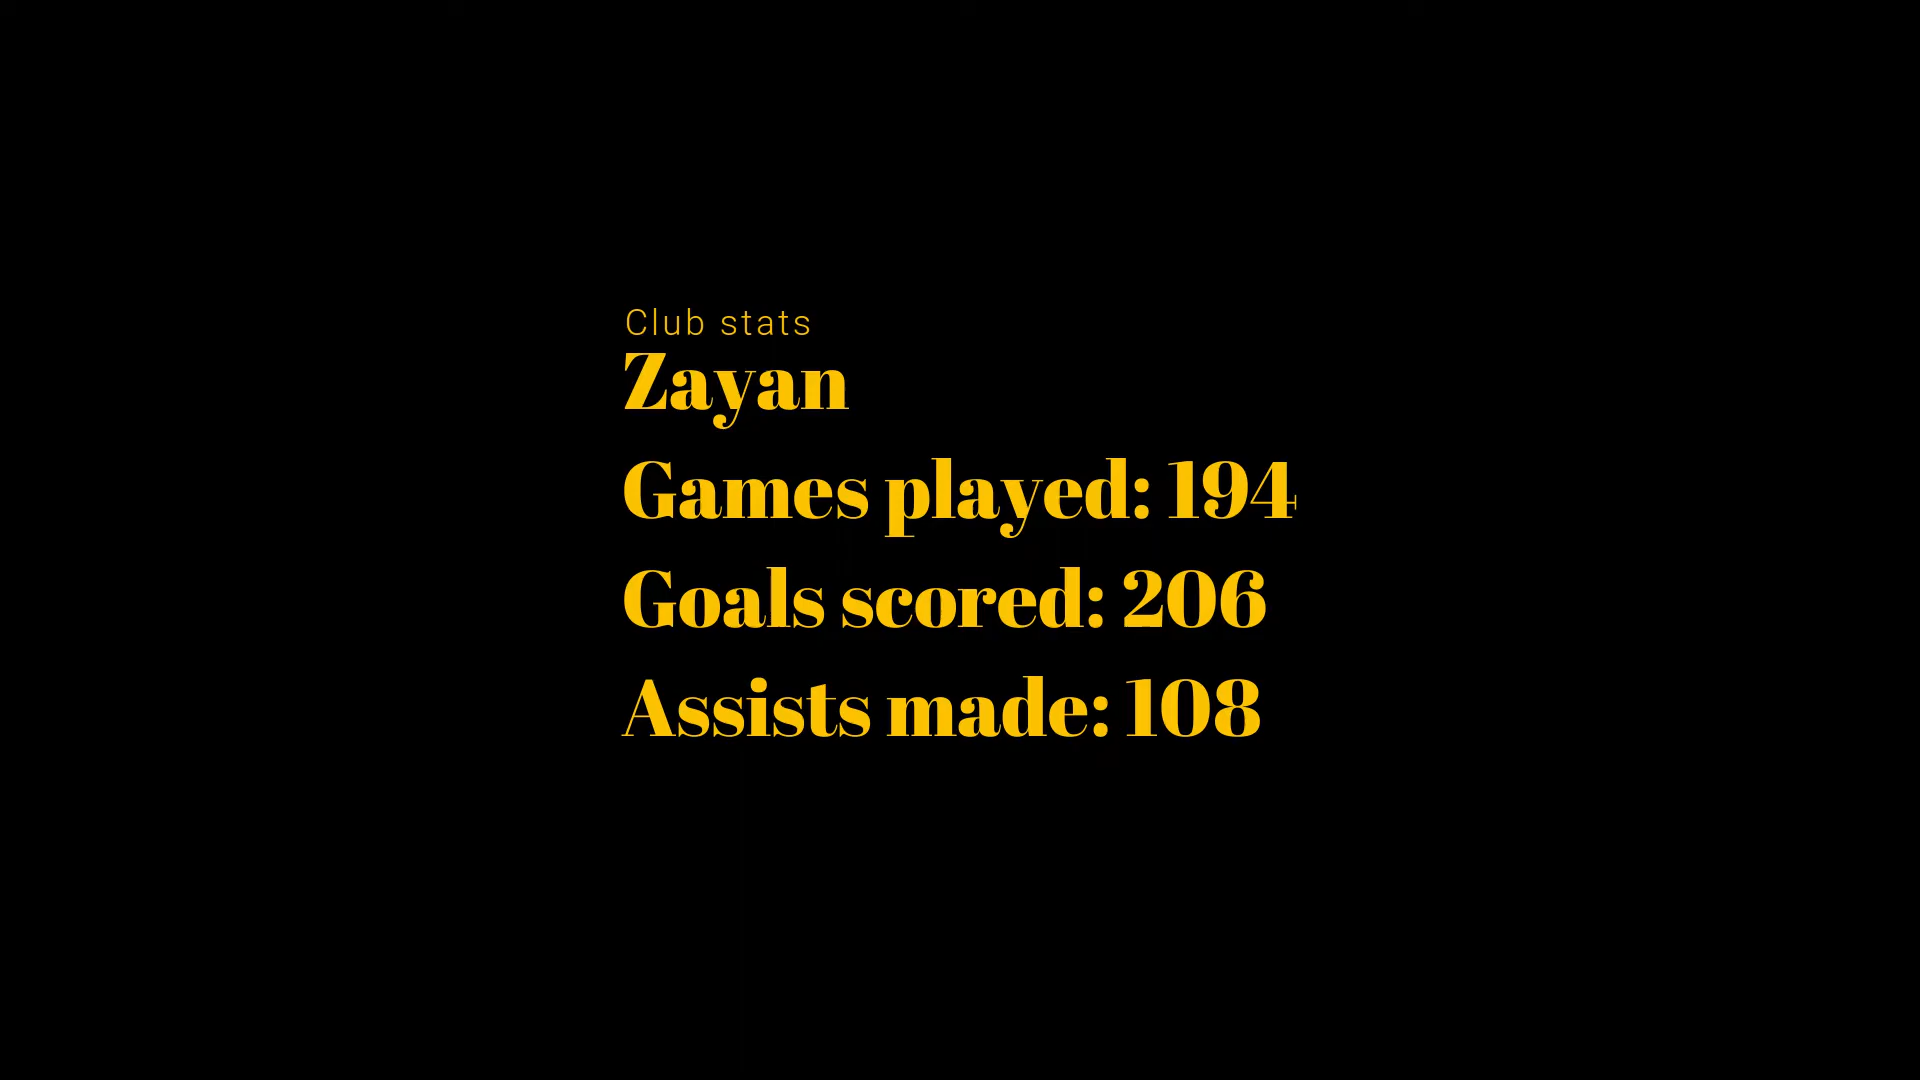 Club stats
Zayan
Games played: 194
Goals scored: 206
Assists made: 108